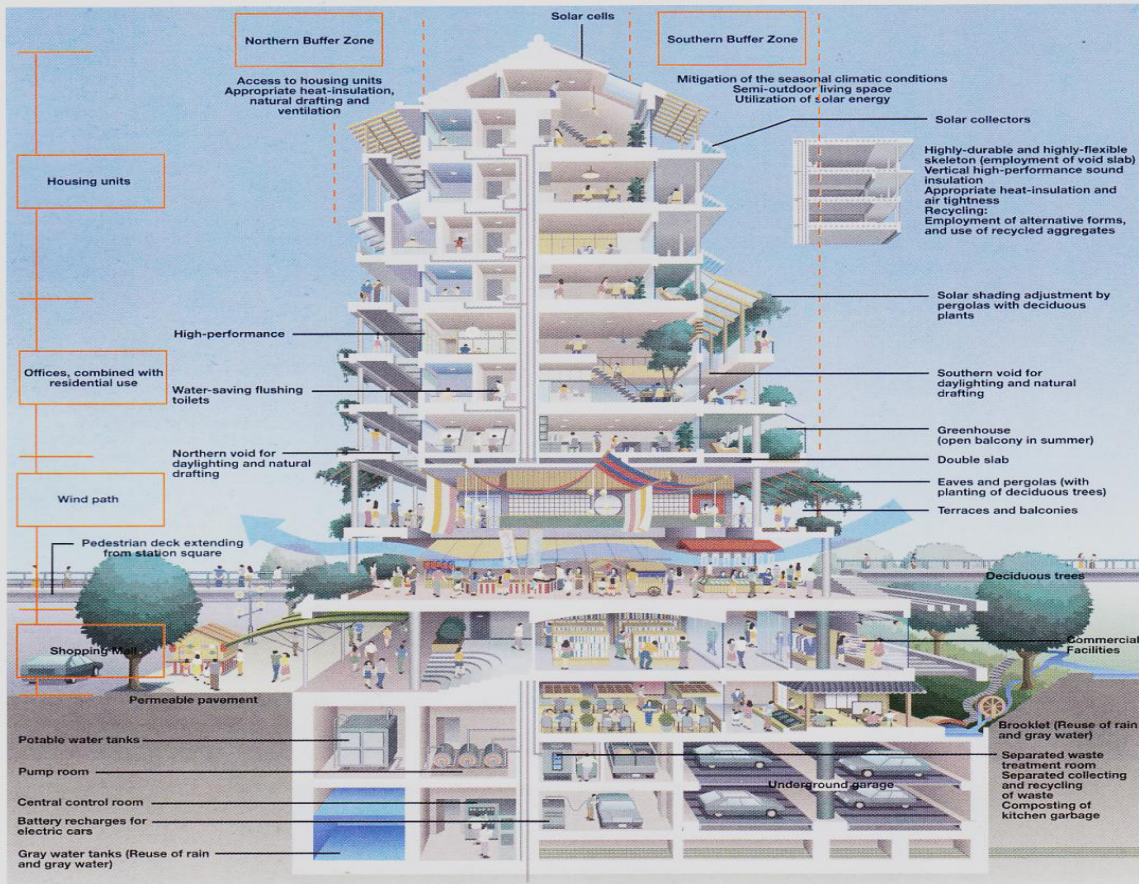 Solar cells
Northern Buffer Zone
Southern Buffer Zone
Access to housing units
Appropriate heat-insulation,
natural drafting and
ventilation
Mitigation of the seasonal climatic conditions
Semi-outdoor living space
Utilization of solar energy
Solar collectors
Highly-durable and highly-flexible
skeleton (employment of void slab)
Vertical high-performance sound
insulation
Appropriate heat-insulation and
air tightness
Recycling:
Employment of alternative forms,
and use of recycled aggregates
Housing units
Solar shading adjustment by
pergolas with deciduous
plants
High-performance
Offices, combined with
residential use
Water-saving flushing
toilets
Southern void for
daylighting and natural
drafting
Greenhouse
(open balcony in summer)
Northern void for
daylighting and natural
drafting
Double slab
Wind path
Eaves and pergolas (with
planting of deciduous trees)
Terraces and balconies
Pedestrian deck extending
from station square
Deciduous trees
Shopping Mall
Commercial
Facilities
Permeable pavement
Brooklet (Reuse of rain
and gray water)
Potable water tanks
Pump room
Separated waste
treatment room
Separated collecting
and recycling
of waste
Composting of
kitchen garbage
Underground garage
Central control room
Battery recharges for
electric cars
Gray water tanks (Reuse of rain
and gray water)